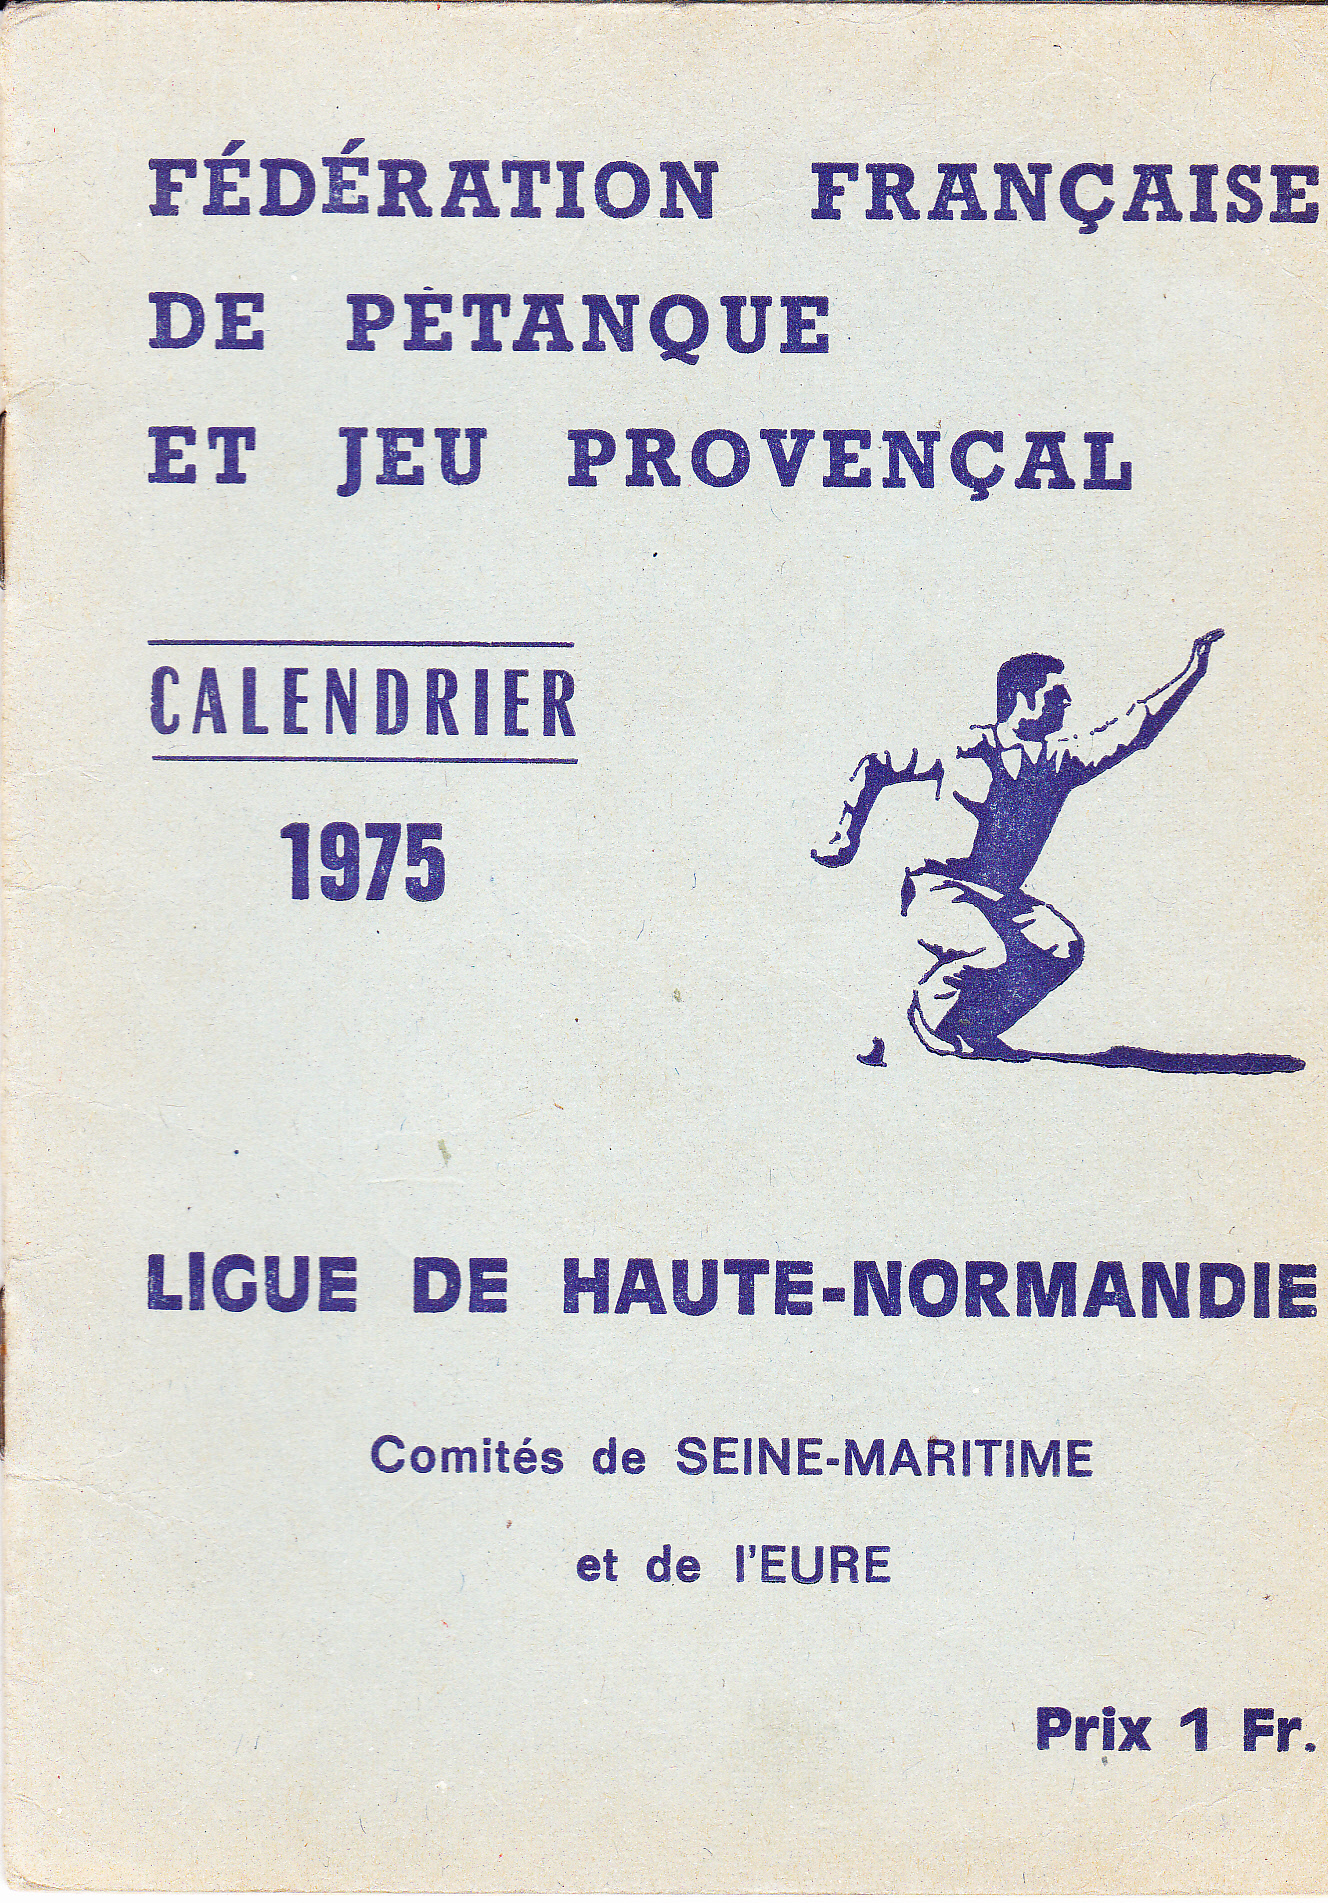 FÉDÉRATION FRANÇAISE
DE PÉTANQUE
ET JEU PROVENÇAL
CALENDRIER
1975
LIGUE DE HAUTE-NORMANDIE
Comités de SEINE-MARITIME
et de l'EURE
Prix 1 Fr.